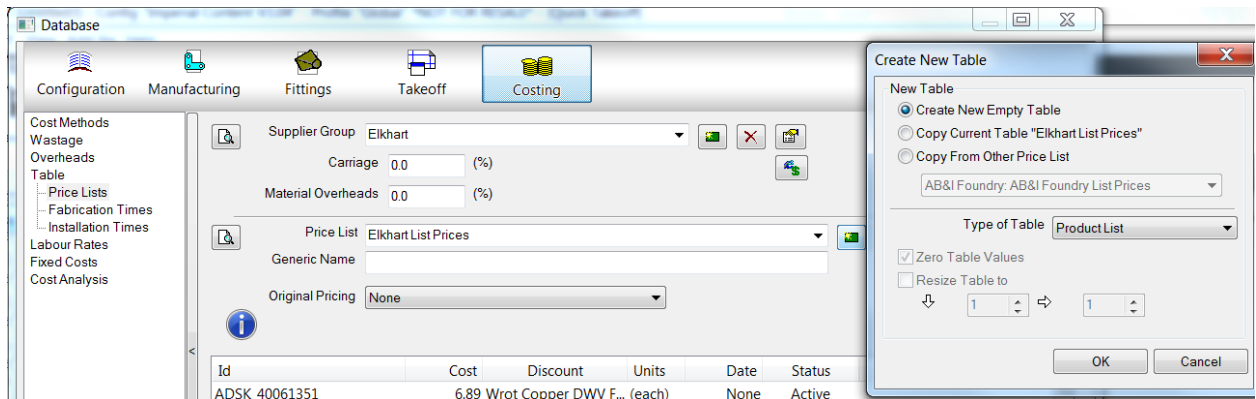 Database
Configuration Manufacturing Fittings Takeoff Costing
Cost Methods
Wastage
Overheads
Table
Price Lists
Fabrication Times
Installation Times
Labour Rates
Fixed Costs
Cost Analysis
<
Supplier Group Elkhart
Carriage 0.0 (%)
Material Overheads 0.0 (%)
Price List Elkhart List Prices
Generic Name
Original Pricing None
Id Cost Discount Units Date Status
ADSK_40061351 6.89 Wrot Copper DWV F... (each) None Active
Create New Table
New Table
Create New Empty Table
Copy Current Table "Elkhart List Prices"
Copy From Other Price List
AB&I Foundry: AB&I Foundry List Prices
Type of Table Product List
Zero Table Values
Resize Table to
1 1
OK Cancel